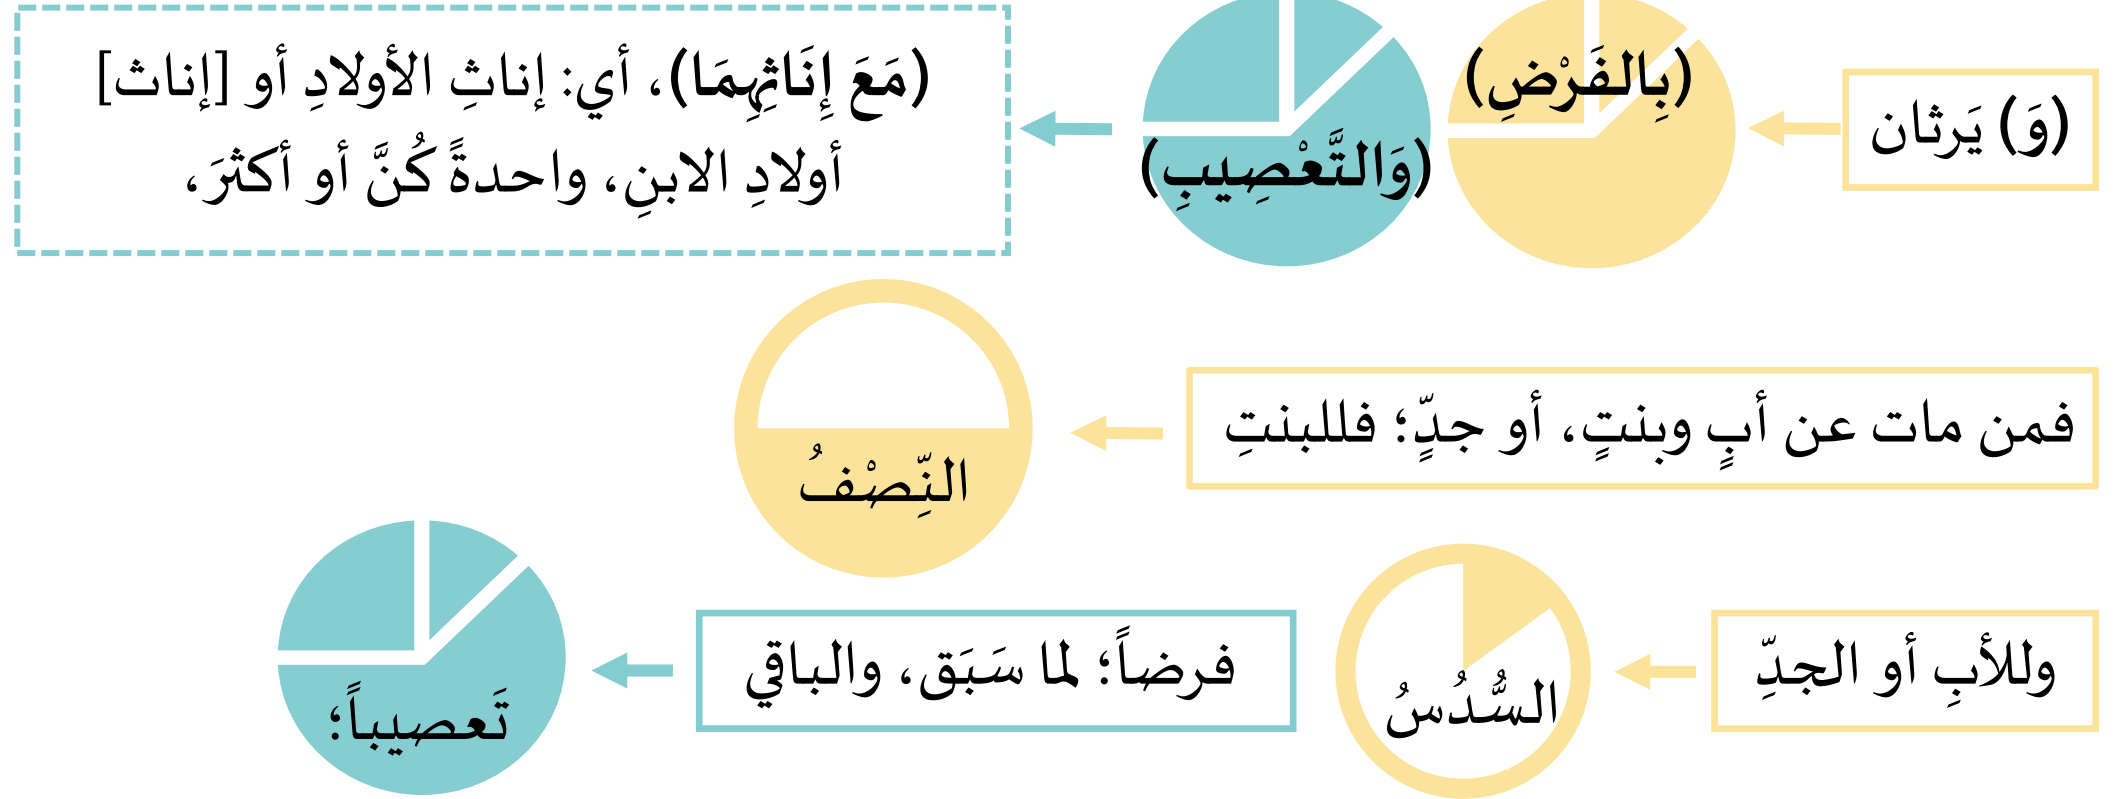 (وَ) يَرثان
(بِالفَرْضِ)
(وَالتَّعْصِيبِ)
(مَعَ إِنَاثِهِمَا)، أي: إناثِ الأولادِ أو [إناث]
أولادِ الابنِ، واحدةً كُنَّ أو أكثرَ،
فمن مات عن أبٍ وبنتٍ، أو جدٍّ؛ فللبنتِ
النِّصْفُ
وللأبِ أو الجدِّ
السُّدُسُ
فرضاً؛ لما سَبَق، والباقي
تَعصيباً؛